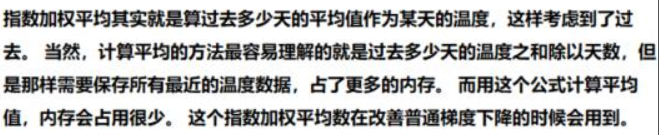 指数加权平均其实就是算过去多少天的平均值作为某天的温度，这样考虑到了过
去。 当然，计算平均的方法最容易理解的就是过去多少天的温度之和除以天数，但
是那样需要保存所有最近的温度数据，占了更多的内存。 而用这个公式计算平均
值，内存会占用很少。 这个指数加权平均数在改善普通梯度下降的时候会用到。